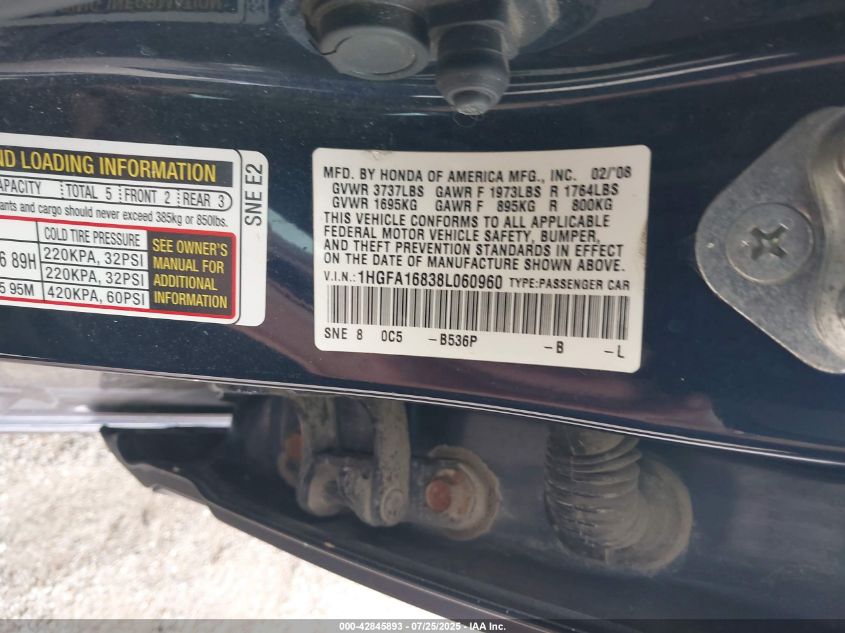 ND LOADING INFORMATION
APACITY TOTAL 5 FRONT 2 REAR 3
ants and cargo should never exceed 385kg or 850lbs.
COLD TIRE PRESSURE
6 89H 220KPA, 32PSI
220KPA, 32PSI
5 95M 420KPA, 60PSI
SEE OWNER'S
MANUAL FOR
ADDITIONAL
INFORMATION
SNE E2
MFD. BY HONDA OF AMERICA MFG., INC. 02/'08
GVWR 3737LBS GAWR F 1973LBS R 1764LBS
GVWR 1695KG GAWR F 895KG R 800KG
THIS VEHICLE CONFORMS TO ALL APPLICABLE
FEDERAL MOTOR VEHICLE SAFETY, BUMPER,
AND THEFT PREVENTION STANDARDS IN EFFECT
ON THE DATE OF MANUFACTURE SHOWN ABOVE.
V.I.N.: 1HGFA16838L060960 TYPE:PASSENGER CAR
SNE 8 0C5 -B536P -B -L
000-42845893 - 07/25/2025 - IAA Corp.